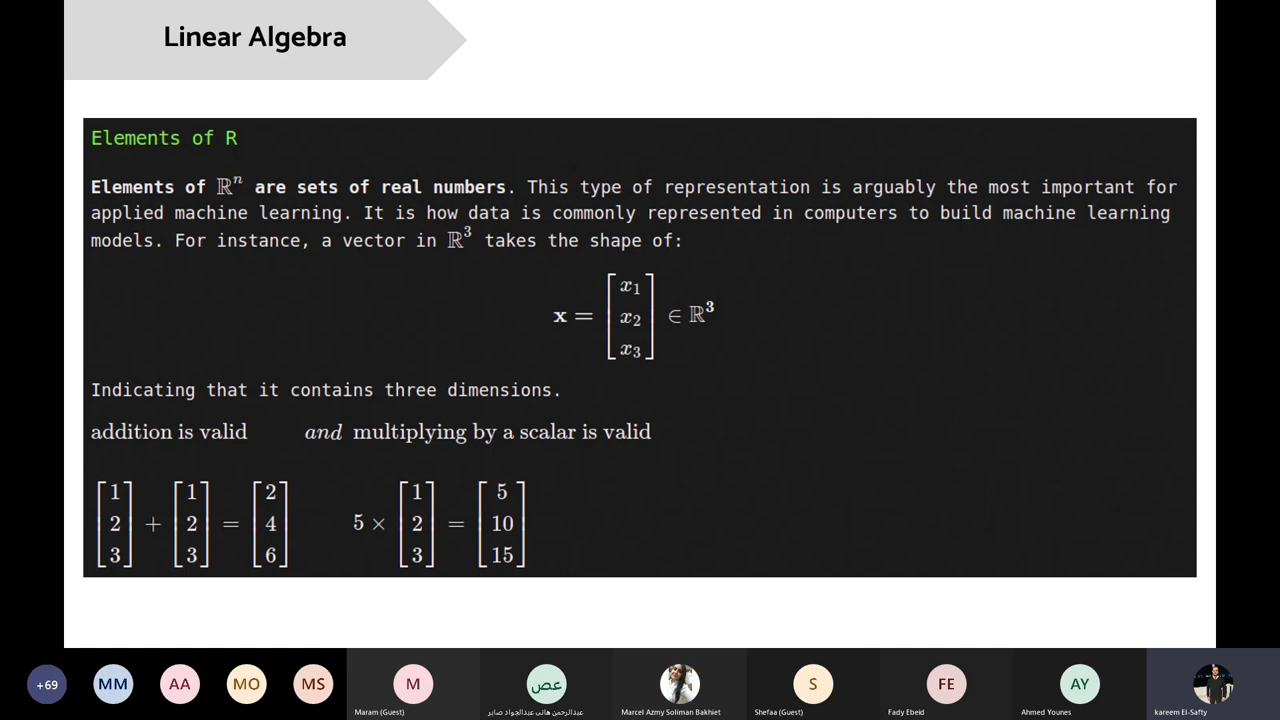 Linear Algebra
Elements of R
Elements of ℝⁿ are sets of real numbers. This type of representation is arguably the most important for
applied machine learning. It is how data is commonly represented in computers to build machine learning
models. For instance, a vector in ℝ³ takes the shape of:
x = [x₁ x₂ x₃] ∈ ℝ³
Indicating that it contains three dimensions.
addition is valid and multiplying by a scalar is valid
[1 2 3] + [1 2 3] = [2 4 6] 5 × [1 2 3] = [5 10 15]
+69 MM AA MO MS M عص S FE AY
Maram (Guest) عبدالرحمن هانى عبدالجواد صابر Marcel Azmy Soliman Bakhiet Shefaa (Guest) Fady Ebeid Ahmed Younes kareem El-Safty